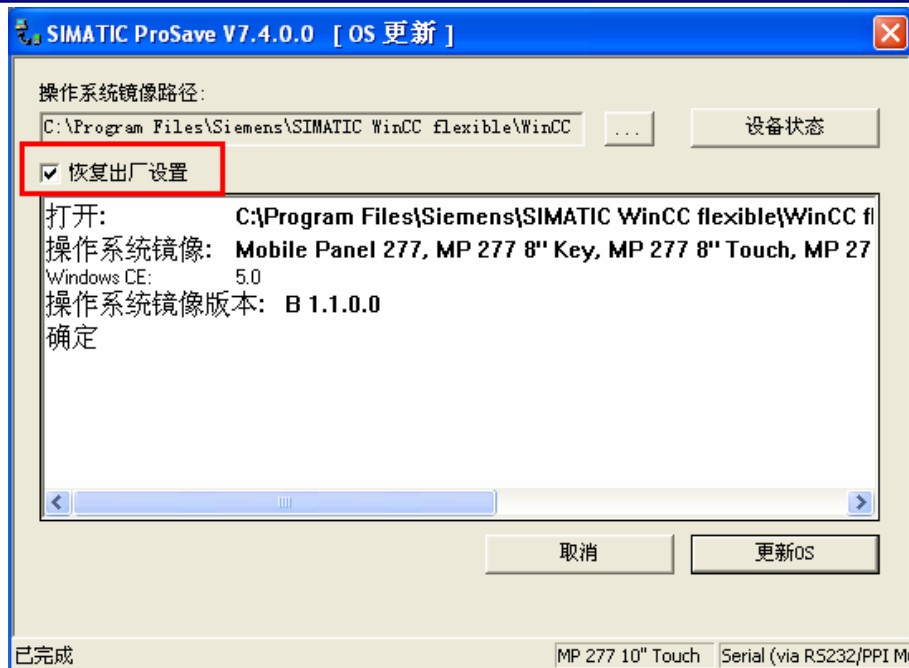 SIMATIC ProSave V7.4.0.0 [ OS 更新 ]
操作系统镜像路径:
C:\Program Files\Siemens\SIMATIC WinCC flexible\WinCC ... 设备状态
恢复出厂设置
打开: C:\Program Files\Siemens\SIMATIC WinCC flexible\WinCC fl
操作系统镜像: Mobile Panel 277, MP 277 8'' Key, MP 277 8'' Touch, MP 27
Windows CE: 5.0
操作系统镜像版本: B 1.1.0.0
确定
取消 更新OS
已完成 MP 277 10" Touch Serial (via RS232/PPI M